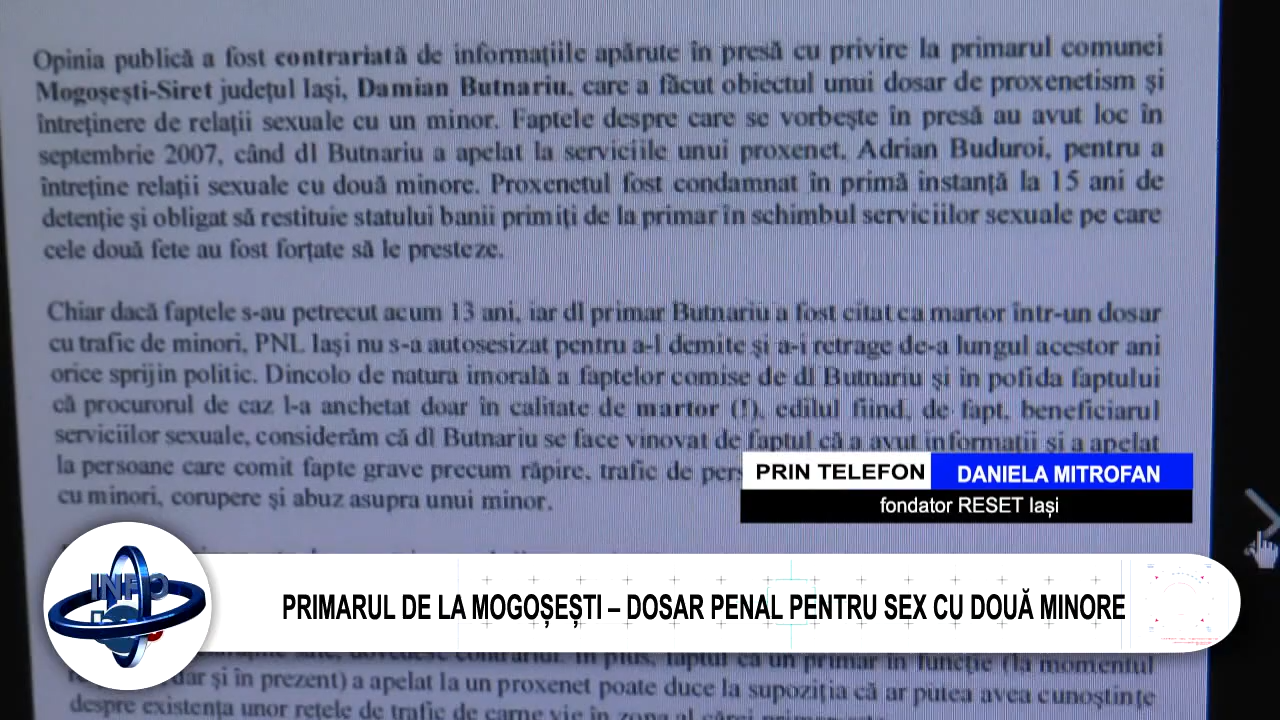 Opinia publică a fost contrariată de informațiile apărute în presă cu privire la primarul comunei
Mogoșești-Siret județul Iași, Damian Butnariu, care a făcut obiectul unui dosar de proxenetism și
întreținere de relații sexuale cu un minor. Faptele despre care se vorbește în presă au avut loc în
septembrie 2007, când dl Butnariu a apelat la serviciile unui proxenet, Adrian Buduroi, pentru a
întreține relații sexuale cu două minore. Proxenetul fost condamnat în primă instanță la 15 ani de
detenție și obligat să restituie statului banii primiți de la primar în schimbul serviciilor sexuale pe care
cele două fete au fost forțate să le presteze.
Chiar dacă faptele s-au petrecut acum 13 ani, iar dl primar Butnariu a fost citat ca martor într-un dosar
cu trafic de minori, PNL Iași nu s-a autosesizat pentru a-l demite și a-i retrage de-a lungul acestor ani
orice sprijin politic. Dincolo de natura imorală a faptelor comise de dl Butnariu și în pofida faptului
că procurorul de caz l-a anchetat doar în calitate de martor (!), edilul fiind, de fapt, beneficiarul
serviciilor sexuale, considerăm că dl Butnariu se face vinovat de faptul că a avut informații și a apelat
la persoane care comit fapte grave precum răpire, trafic de
cu minori, corupere și abuz asupra unui minor.
PRIN TELEFON DANIELA MITROFAN
fondator RESET Iași
INFO
PRIMARUL DE LA MOGOȘEȘTI – DOSAR PENAL PENTRU SEX CU DOUĂ MINORE
dovedesc contrariul. În plus, faptul că un primar în funcție (la momentul
dar și în prezent) a apelat la un proxenet poate duce la supoziția că ar putea avea cunoștințe
despre existența unor rețele de trafic de carne vie în zona al cărei